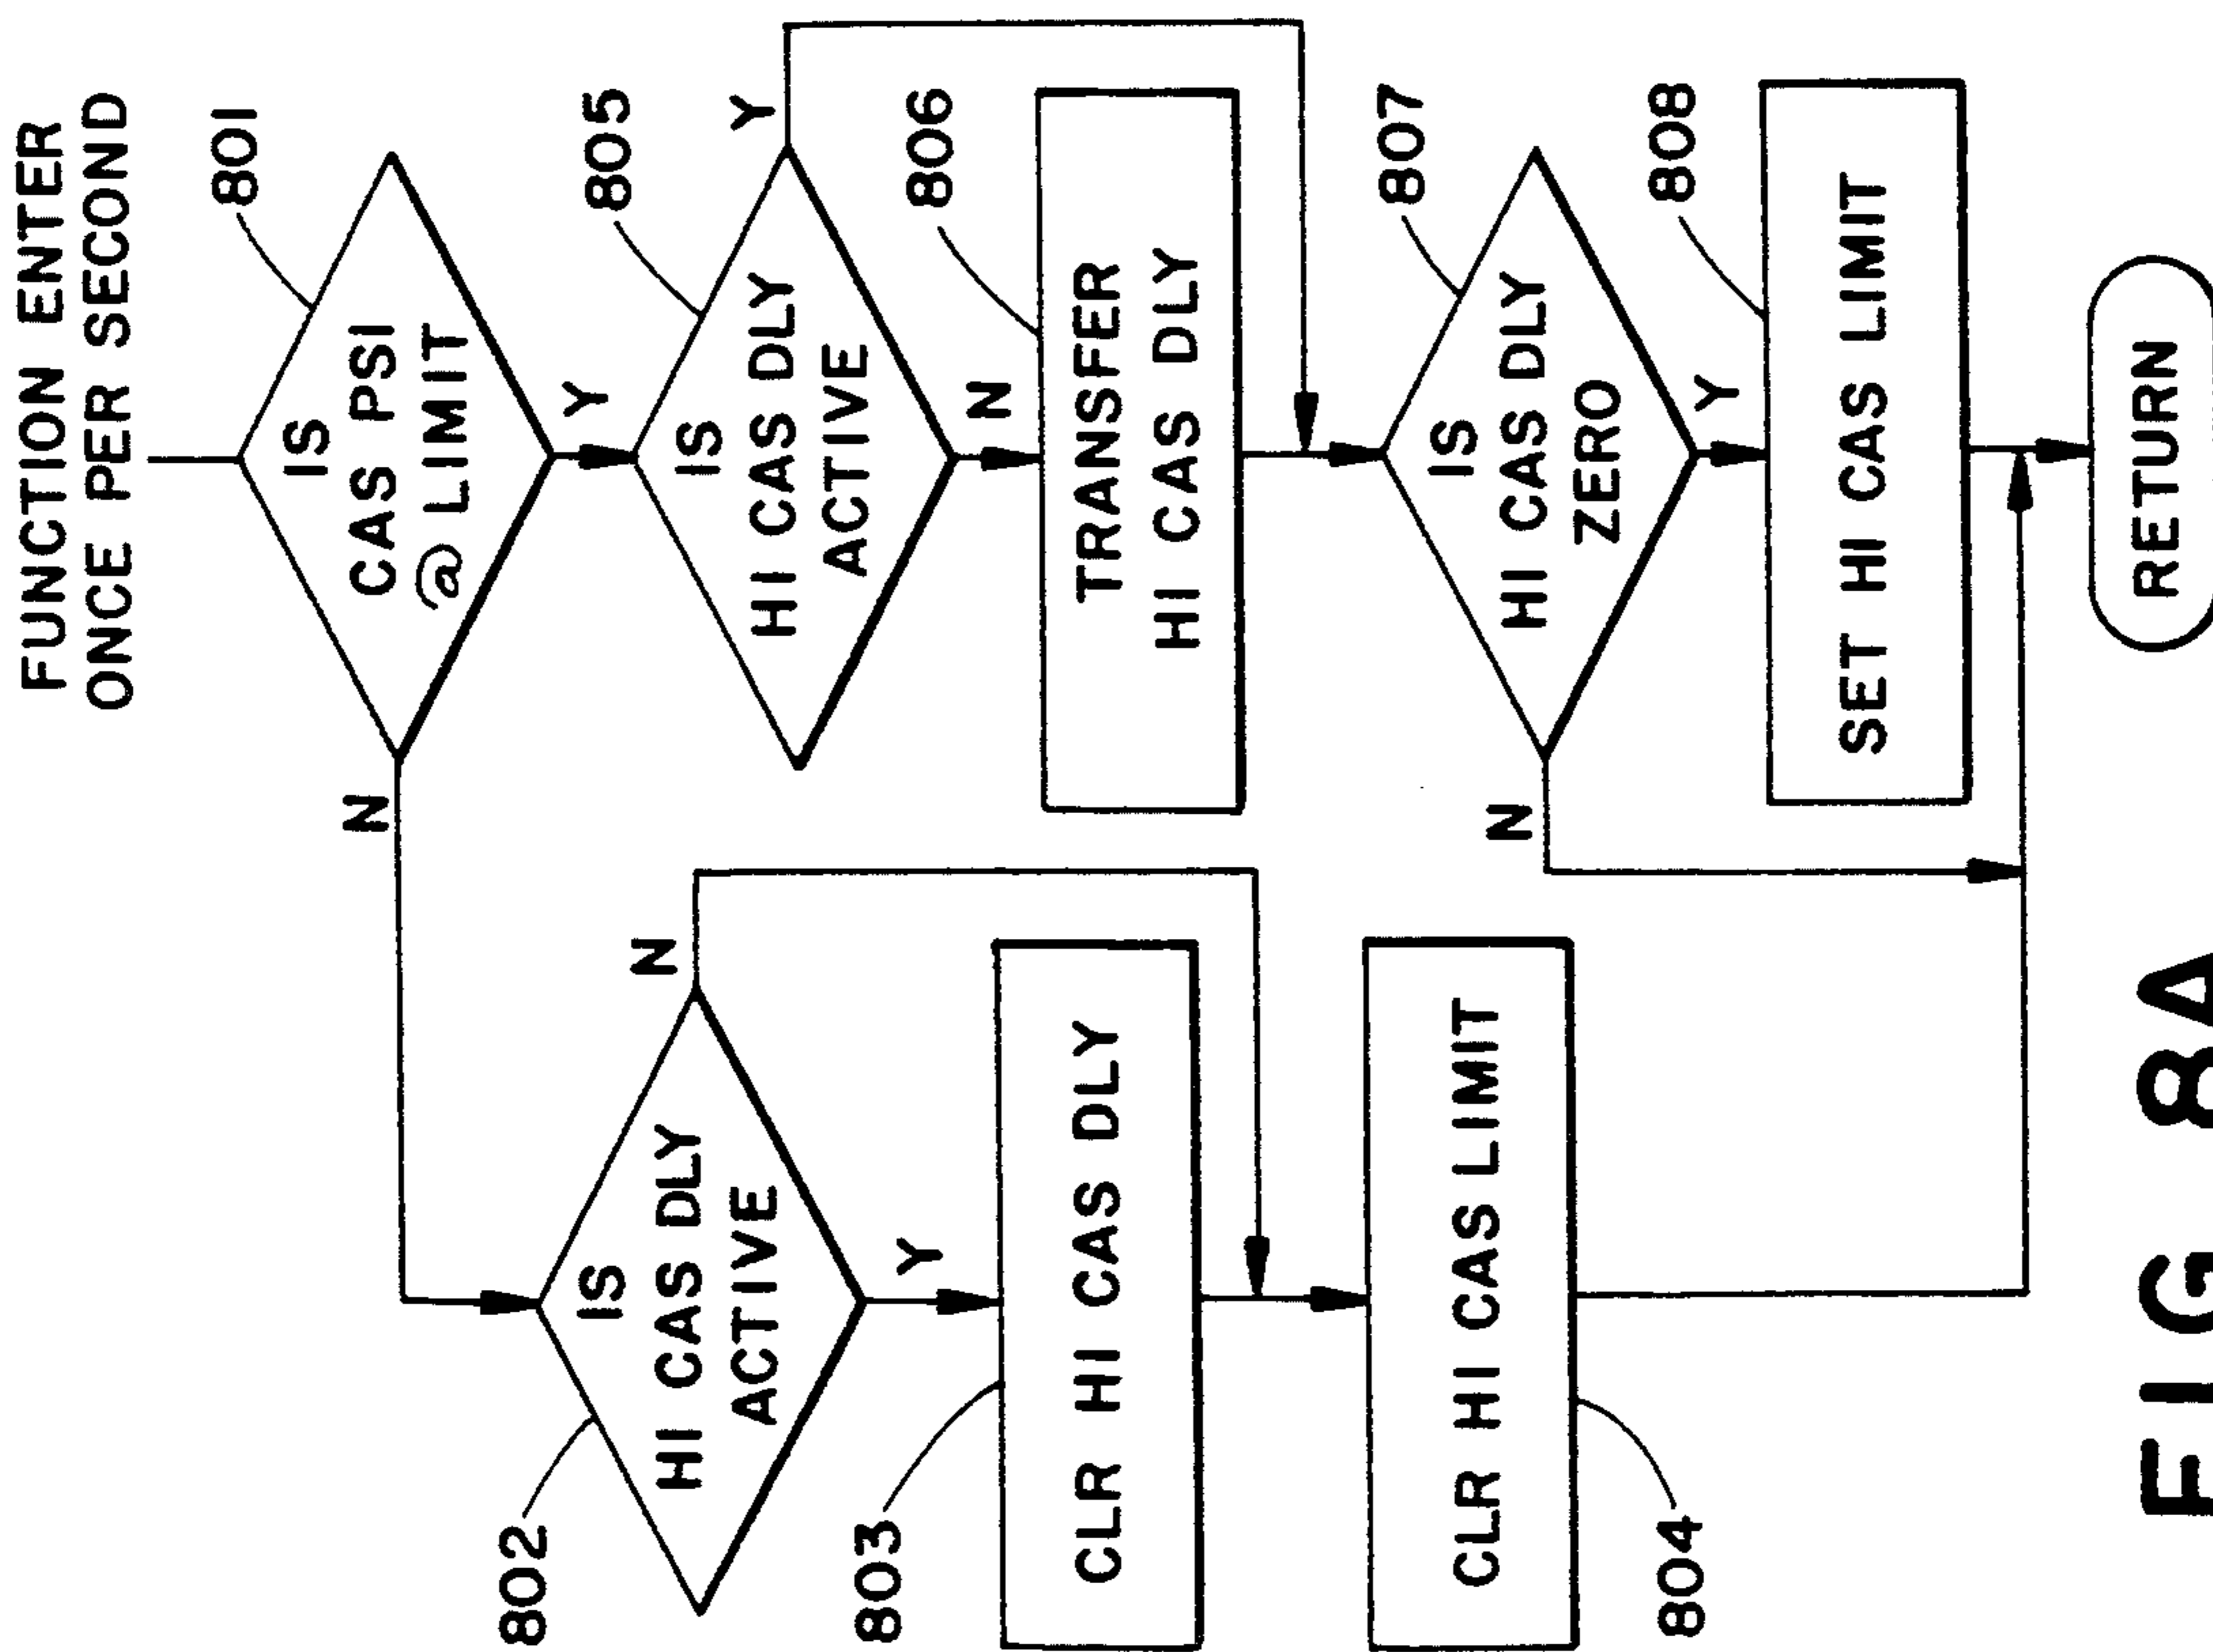 FUNCTION ENTER
ONCE PER SECOND
801
IS
CAS PSI
@ LIMIT
N
Y
802
IS
HI CAS DLY
ACTIVE
N
Y
803
CLR HI CAS DLY
CLR HI CAS LIMIT
804
805
IS
HI CAS DLY
ACTIVE
Y
N
806
TRANSFER
HI CAS DLY
807
IS
HI CAS DLY
ZERO
N
Y
808
SET HI CAS LIMIT
RETURN
FIG 8A